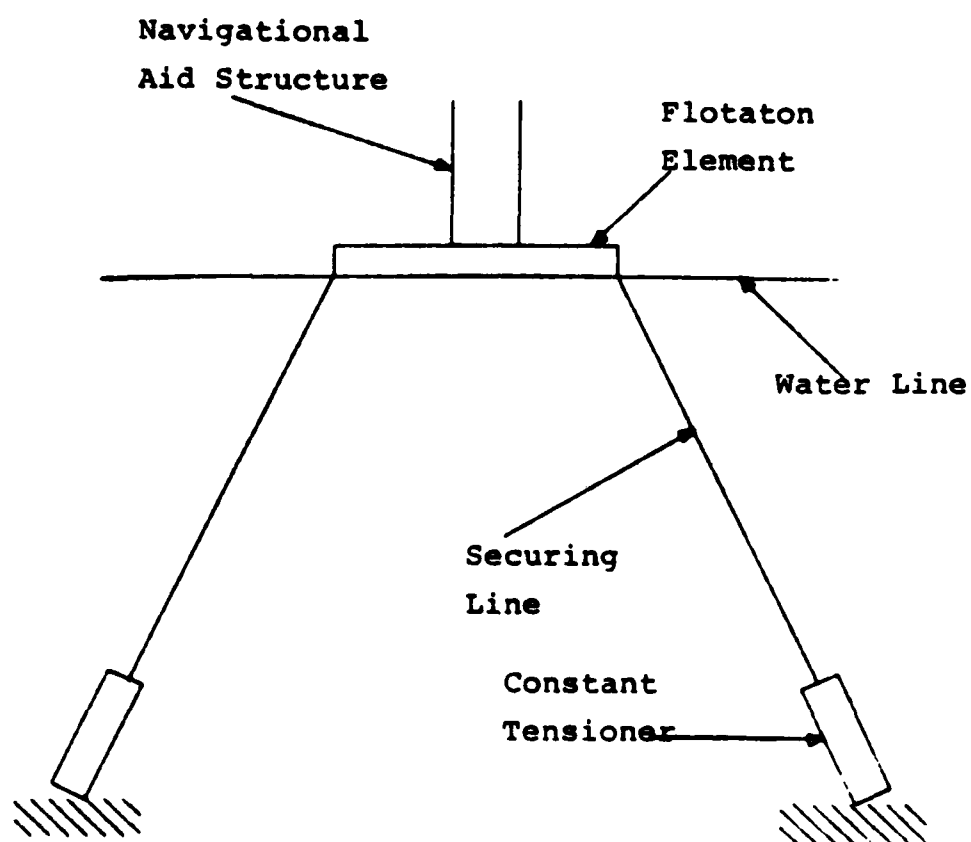 Navigational
Aid Structure
Flotaton
Element
Water Line
Securing
Line
Constant
Tensioner